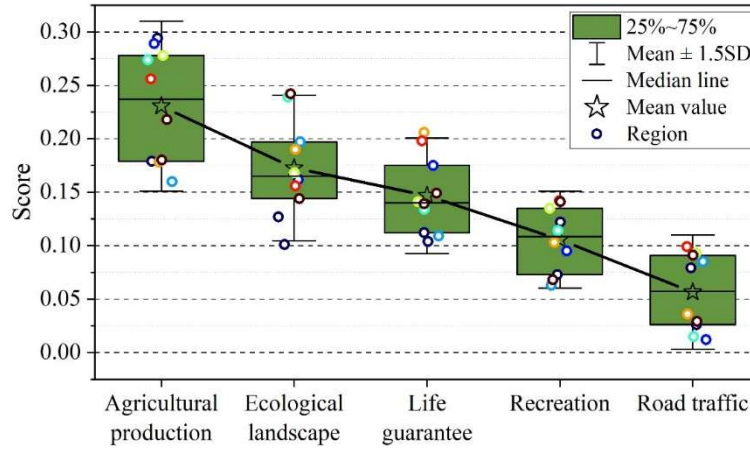 0.30
0.25
0.20
0.15
0.10
0.05
0.00
Score
25%~75%
Mean ± 1.5SD
Median line
Mean value
Region
Agricultural production
Ecological landscape
Life guarantee
Recreation
Road traffic